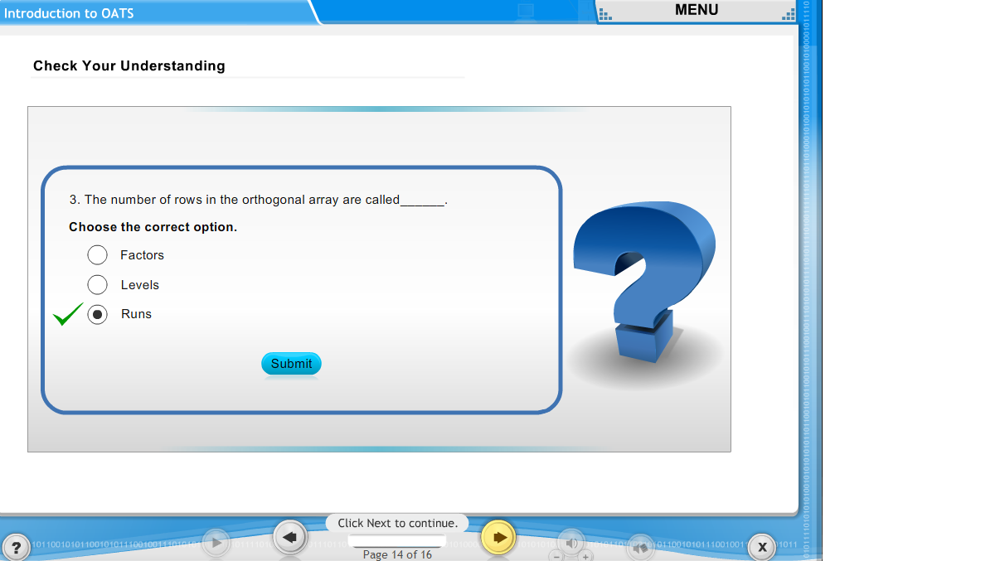 Introduction to OATS
MENU
Check Your Understanding
3. The number of rows in the orthogonal array are called______.
Choose the correct option.
Factors
Levels
Runs
Submit
Click Next to continue.
Page 14 of 16
?
X